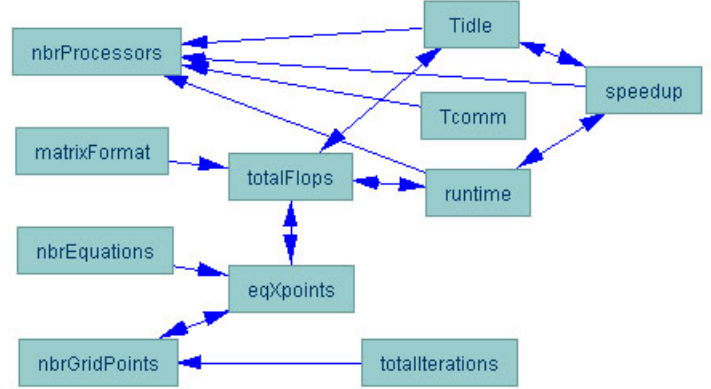 Tidle
nbrProcessors
speedup
Tcomm
matrixFormat
totalFlops
runtime
nbrEquations
eqXpoints
nbrGridPoints
totalIterations